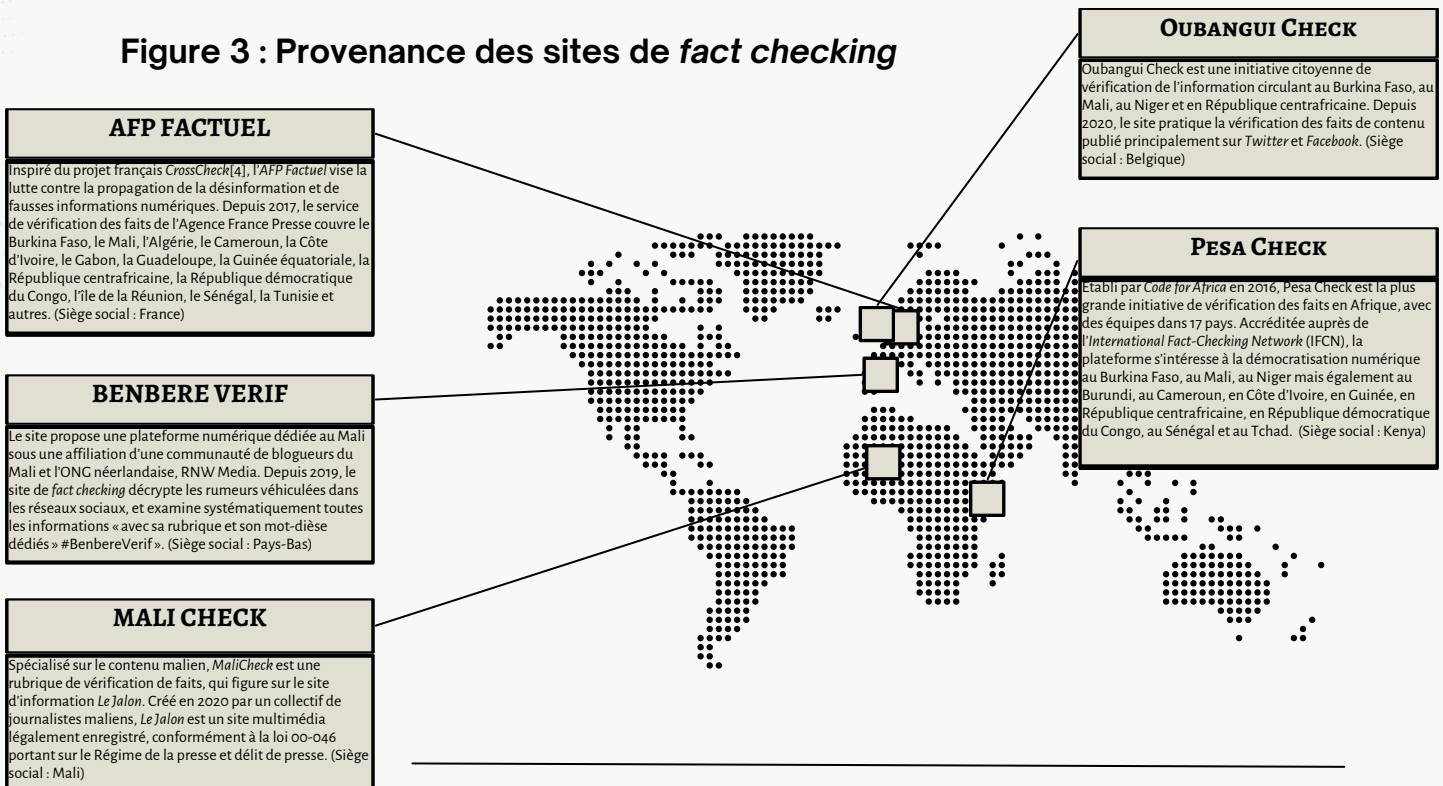 Figure 3 : Provenance des sites de fact checking
AFP FACTUEL
Inspiré du projet français CrossCheck[4], l'AFP Factuel vise la
lutte contre la propagation de la désinformation et de
fausses informations numériques. Depuis 2017, le service
de vérification des faits de l'Agence France Presse couvre le
Burkina Faso, le Mali, l'Algérie, le Cameroun, la Côte
d'Ivoire, le Gabon, la Guadeloupe, la Guinée équatoriale, la
République centrafricaine, la République démocratique
du Congo, l'île de la Réunion, le Sénégal, la Tunisie et
autres. (Siège social : France)
BENBERE VERIF
Le site propose une plateforme numérique dédiée au Mali
sous une affiliation d'une communauté de blogueurs du
Mali et l'ONG néerlandaise, RNW Media. Depuis 2019, le
site de fact checking décrypte les rumeurs véhiculées dans
les réseaux sociaux, et examine systématiquement toutes
les informations « avec sa rubrique et son mot-dièse
dédiés » #BenbereVerif ». (Siège social : Pays-Bas)
MALI CHECK
Spécialisé sur le contenu malien, MaliCheck est une
rubrique de vérification de faits, qui figure sur le site
d'information Le Jalon. Créé en 2020 par un collectif de
journalistes maliens, Le Jalon est un site multimédia
légalement enregistré, conformément à la loi 00-046
portant sur le Régime de la presse et délit de presse. (Siège
social : Mali)
OUBANGUI CHECK
Oubangui Check est une initiative citoyenne de
vérification de l'information circulant au Burkina Faso, au
Mali, au Niger et en République centrafricaine. Depuis
2020, le site pratique la vérification des faits de contenu
publié principalement sur Twitter et Facebook. (Siège
social : Belgique)
PESA CHECK
Établi par Code for Africa en 2016, Pesa Check est la plus
grande initiative de vérification des faits en Afrique, avec
des équipes dans 17 pays. Accréditée auprès de
l'International Fact-Checking Network (IFCN), la
plateforme s'intéresse à la démocratisation numérique
au Burkina Faso, au Mali, au Niger mais également au
Burundi, au Cameroun, en Côte d'Ivoire, en Guinée, en
République centrafricaine, en République démocratique
du Congo, au Sénégal et au Tchad. (Siège social : Kenya)